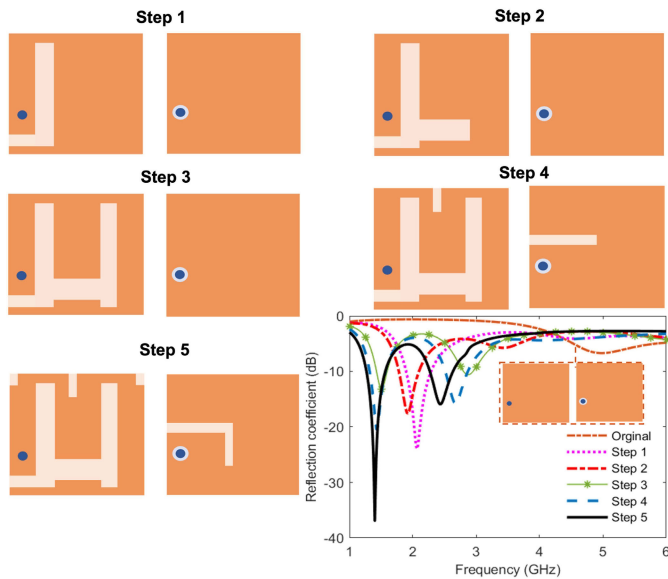 Step 1
Step 2
Step 3
Step 4
Step 5
0
-10
-20
-30
-40
Reflection coefficient (dB)
Orginal
Step 1
Step 2
Step 3
Step 4
Step 5
1 2 3 4 5 6
Frequency (GHz)